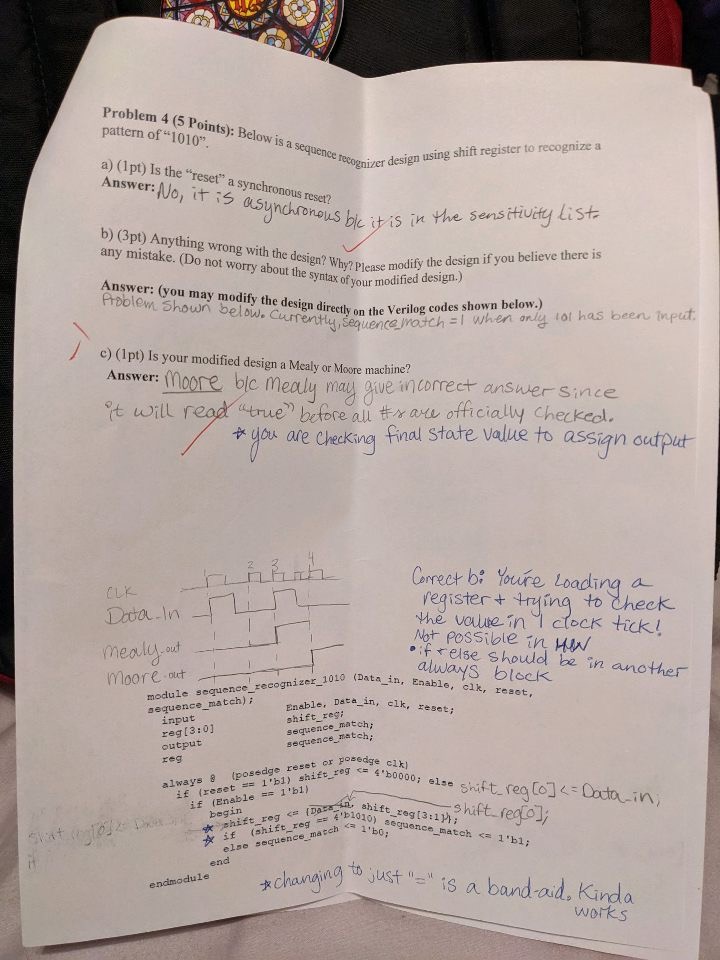 Problem 4 (5 Points): Below is a sequence recognizer design using shift register to recognize a
pattern of “1010”.
a) (1pt) Is the “reset” a synchronous reset?
Answer: No, it is asynchronous b/c it is in the sensitivity list.
b) (3pt) Anything wrong with the design? Why? Please modify the design if you believe there is
any mistake. (Do not worry about the syntax of your modified design.)
Answer: (you may modify the design directly on the Verilog codes shown below.)
Problem shown below. Currently, sequence_match = 1 when only 101 has been input.
c) (1pt) Is your modified design a Mealy or Moore machine?
Answer: Moore b/c Mealy may give incorrect answer since
it will read "true" before all #s are officially checked.
* you are checking final state value to assign output
1 2 3 4
CLK
Data_In
Mealy_out
Moore_out
Correct b: You're loading a
register + trying to check
the value in 1 clock tick!
Not possible in HW
• if + else should be in another
always block
module sequence_recognizer_1010 (Data_in, Enable, clk, reset,
sequence_match);
input Enable, Data_in, clk, reset;
reg[3:0] shift_reg;
output sequence_match;
reg sequence_match;
always @ (posedge reset or posedge clk)
if (reset == 1'b1) shift_reg <= 4'b0000; else shift_reg[0] <= Data_in;
if (Enable == 1'b1)
begin shift_reg[0];
* shift_reg <= {Data_in, shift_reg[3:1]};
* if (shift_reg == 4'b1010) sequence_match <= 1'b1;
else sequence_match <= 1'b0;
end
endmodule
* changing to just "=" is a band-aid. Kinda
works